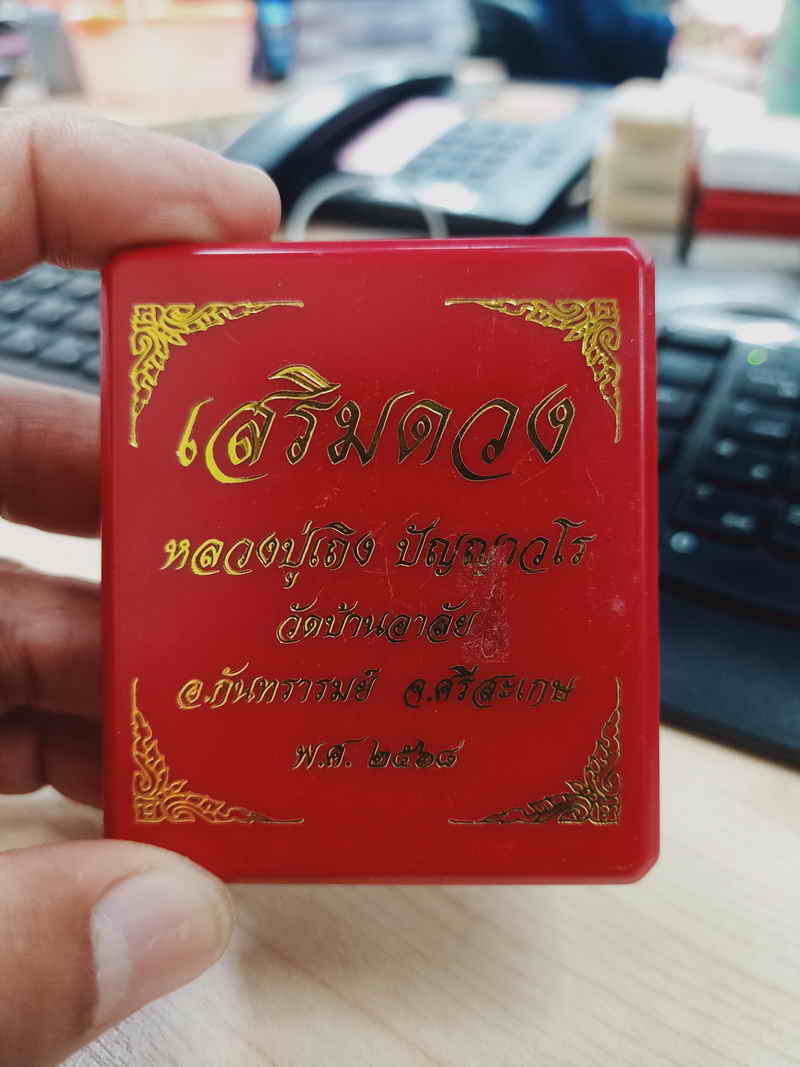 เสริมดวง
หลวงปู่เถิง ปัญญาวโร
วัดบ้านอาลัย
อ.กันทรารมย์ จ.ศรีสะเกษ
พ.ศ. ๒๕๖๘